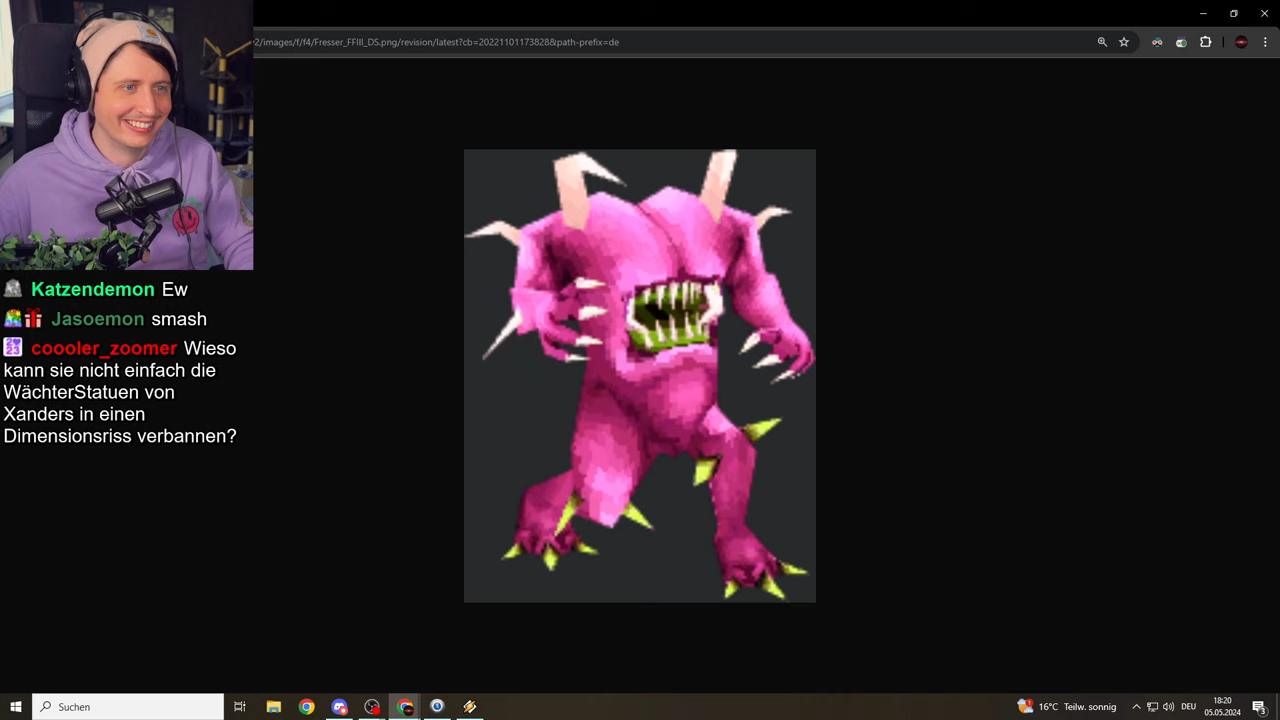 v2/images/f/f4/Fresser_FFIII_DS.png/revision/latest?cb=20221101173828&path-prefix=de
Katzendemon Ew
Jasoemon smash
coooler_zoomer Wieso
kann sie nicht einfach die
WächterStatuen von
Xanders in einen
Dimensionsriss verbannen?
Suchen
16°C Teilw. sonnig
DEU
18:20
05.05.2024